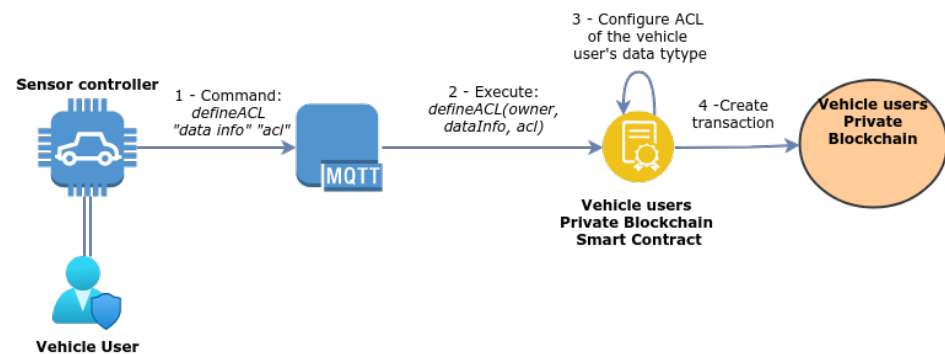 Sensor controller
1 - Command:
defineACL
"data info" "acl"
MQTT
2 - Execute:
defineACL(owner,
dataInfo, acl)
3 - Configure ACL
of the vehicle
user's data tytype
Vehicle users
Private Blockchain
Smart Contract
4 -Create
transaction
Vehicle users
Private
Blockchain
Vehicle User